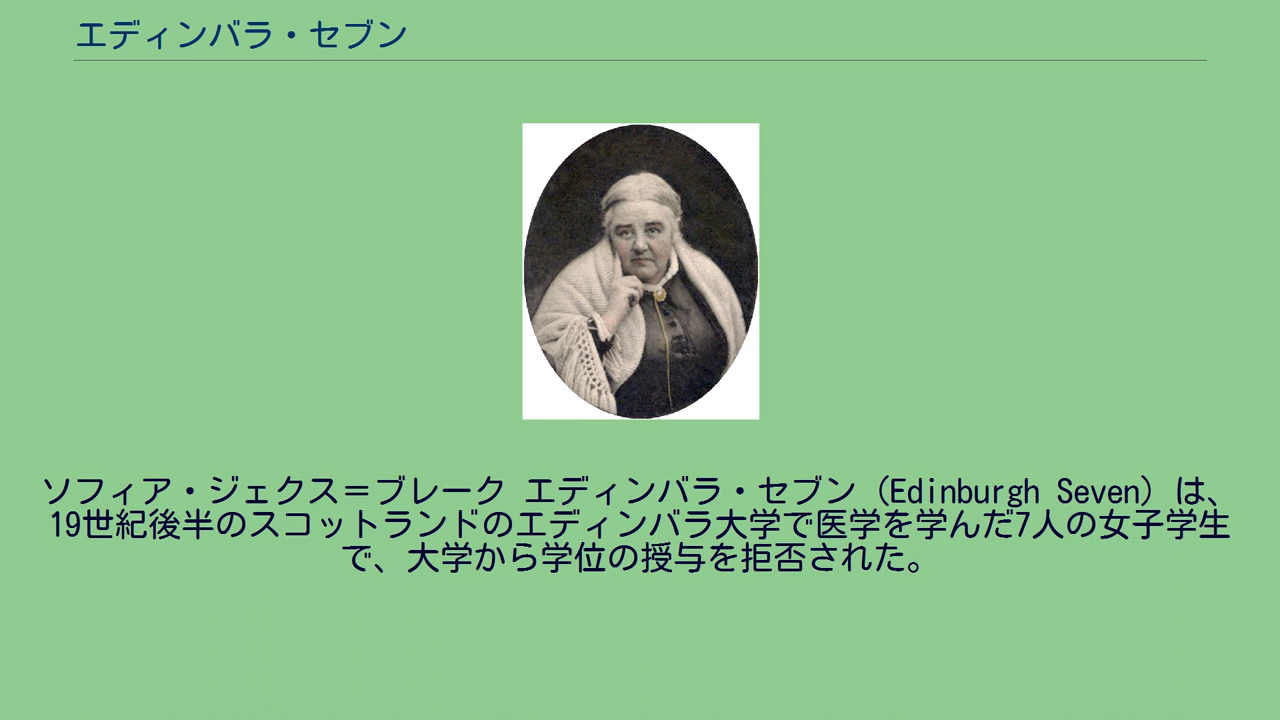 エディンバラ・セブン
ソフィア・ジェクス＝ブレーク エディンバラ・セブン（Edinburgh Seven）は、
19世紀後半のスコットランドのエディンバラ大学で医学を学んだ7人の女子学生
で、大学から学位の授与を拒否された。